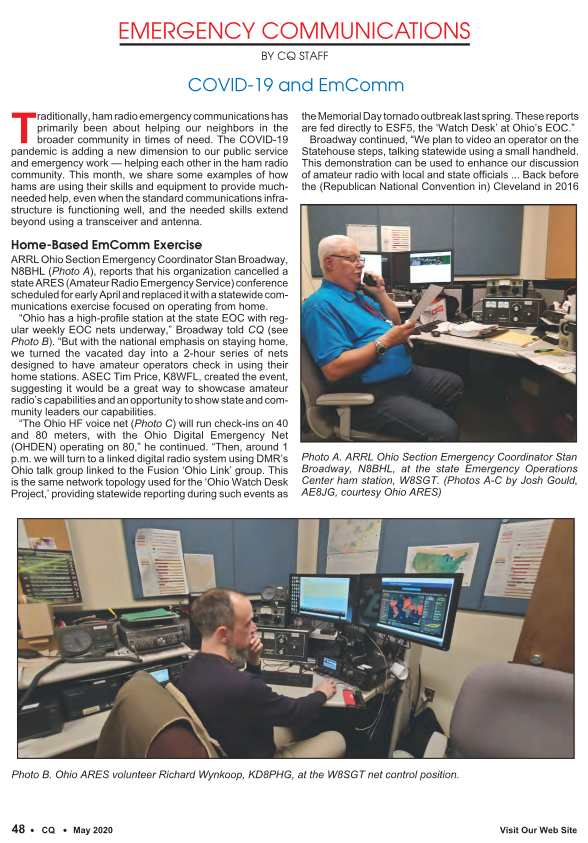 EMERGENCY COMMUNICATIONS
BY CQ STAFF
COVID-19 and EmComm
Traditionally, ham radio emergency communications has
primarily been about helping our neighbors in the
broader community in times of need. The COVID-19
pandemic is adding a new dimension to our public service
and emergency work — helping each other in the ham radio
community. This month, we share some examples of how
hams are using their skills and equipment to provide much-
needed help, even when the standard communications infra-
structure is functioning well, and the needed skills extend
beyond using a transceiver and antenna.
Home-Based EmComm Exercise
ARRL Ohio Section Emergency Coordinator Stan Broadway,
N8BHL (Photo A), reports that his organization cancelled a
state ARES (Amateur Radio Emergency Service) conference
scheduled for early April and replaced it with a statewide com-
munications exercise focused on operating from home.
“Ohio has a high-profile station at the state EOC with reg-
ular weekly EOC nets underway,” Broadway told CQ (see
Photo B). “But with the national emphasis on staying home,
we turned the vacated day into a 2-hour series of nets
designed to have amateur operators check in using their
home stations. ASEC Tim Price, K8WFL, created the event,
suggesting it would be a great way to showcase amateur
radio’s capabilities and an opportunity to show state and com-
munity leaders our capabilities.
“The Ohio HF voice net (Photo C) will run check-ins on 40
and 80 meters, with the Ohio Digital Emergency Net
(OHDEN) operating on 80,” he continued. “Then, around 1
p.m. we will turn to a linked digital radio system using DMR’s
Ohio talk group linked to the Fusion ‘Ohio Link’ group. This
is the same network topology used for the ‘Ohio Watch Desk
Project,’ providing statewide reporting during such events as
the Memorial Day tornado outbreak last spring. These reports
are fed directly to ESF5, the ‘Watch Desk’ at Ohio’s EOC.”
Broadway continued, “We plan to video an operator on the
Statehouse steps, talking statewide using a small handheld.
This demonstration can be used to enhance our discussion
of amateur radio with local and state officials ... Back before
the (Republican National Convention in) Cleveland in 2016
Photo A. ARRL Ohio Section Emergency Coordinator Stan
Broadway, N8BHL, at the state Emergency Operations
Center ham station, W8SGT. (Photos A-C by Josh Gould,
AE8JG, courtesy Ohio ARES)
Photo B. Ohio ARES volunteer Richard Wynkoop, KD8PHG, at the W8SGT net control position.
48 • CQ • May 2020
Visit Our Web Site